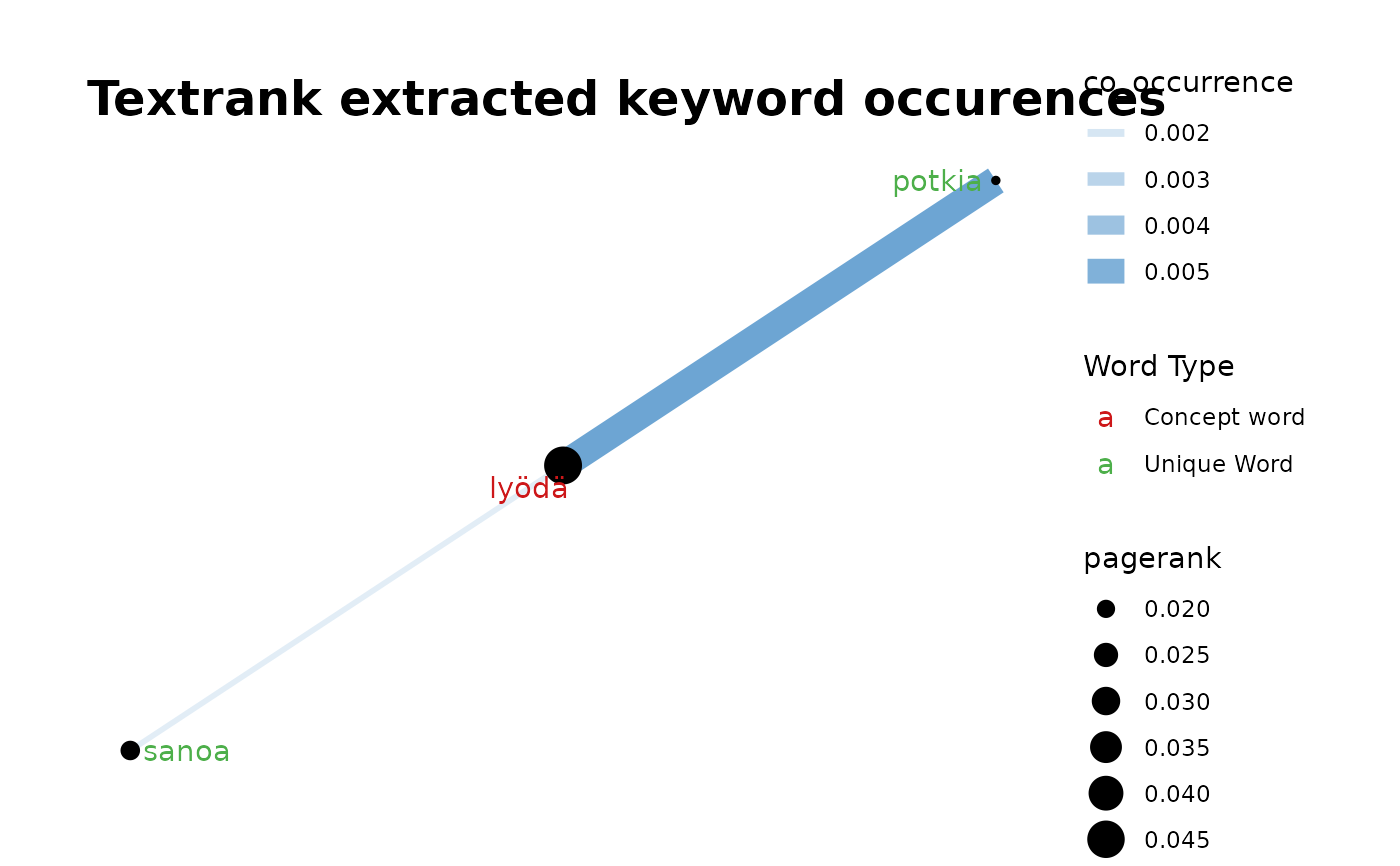 Textrank extracted keyword occurences
potkia
lyödä
sanoa
co_occurrence
0.002
0.003
0.004
0.005
Word Type
a Concept word
a Unique Word
pagerank
0.020
0.025
0.030
0.035
0.040
0.045